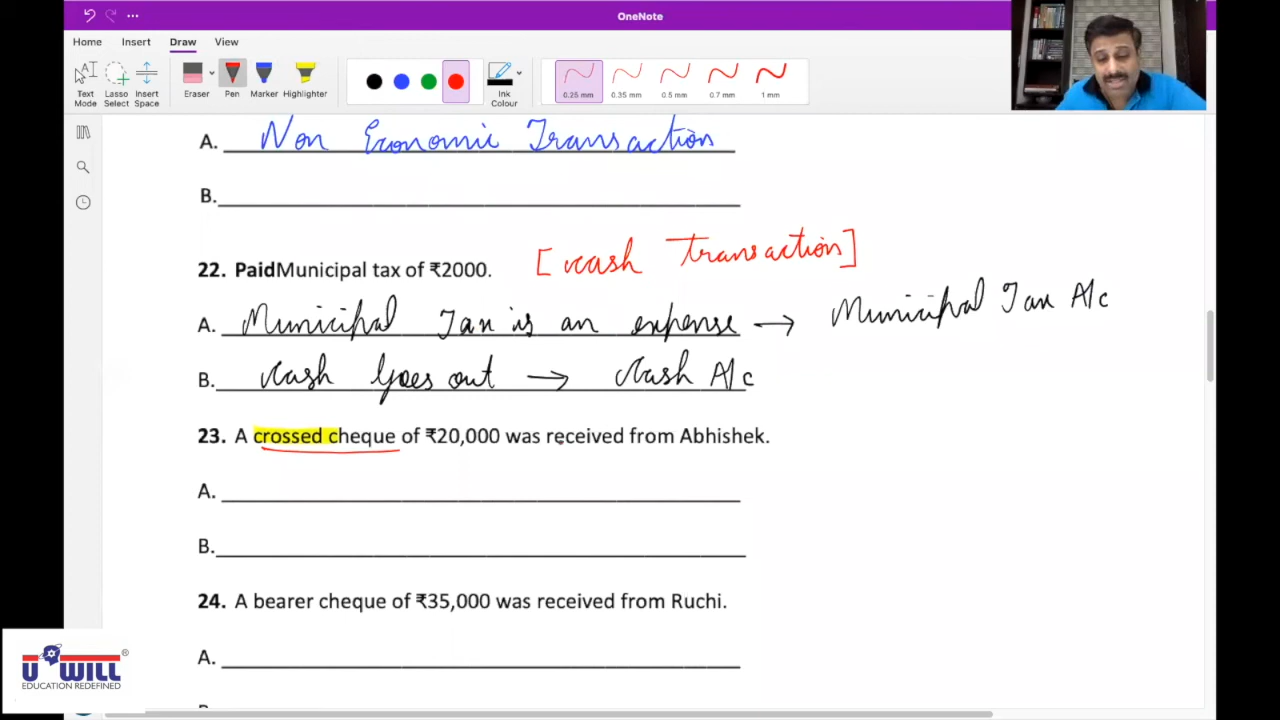 OneNote
Home Insert Draw View
Text Mode
Lasso Select
Insert Space
Eraser
Pen
Marker
Highlighter
Ink Colour
0.25 mm
0.35 mm
0.5 mm
0.7 mm
1 mm
A. Non Economic Transaction
B.
22. PaidMunicipal tax of ₹2000. [cash transaction]
A. Municipal Tax is an expense → Municipal Tax A/c
B. Cash Goes out → Cash A/c
23. A crossed cheque of ₹20,000 was received from Abhishek.
A.
B.
24. A bearer cheque of ₹35,000 was received from Ruchi.
A.
U WILL ®
EDUCATION REDEFINED